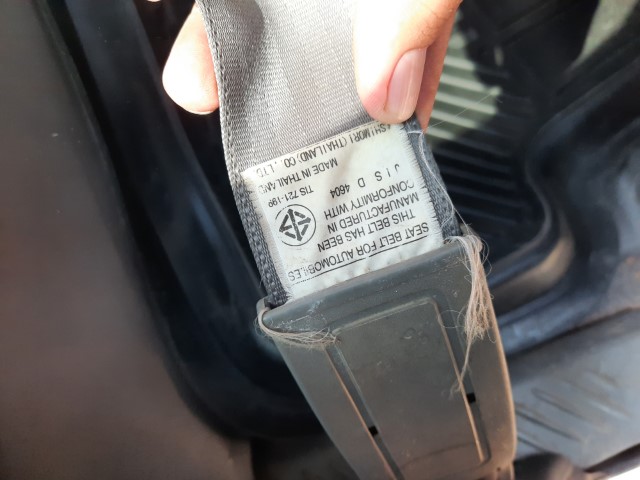 SEAT BELT FOR AUTOMOBILES
THIS BELT HAS BEEN
MANUFACTURED IN
CONFORMITY WITH
J I S D 4604
TIS 721-199
MADE IN THAILAND
ASHIMORI (THAILAND) CO., LTD.